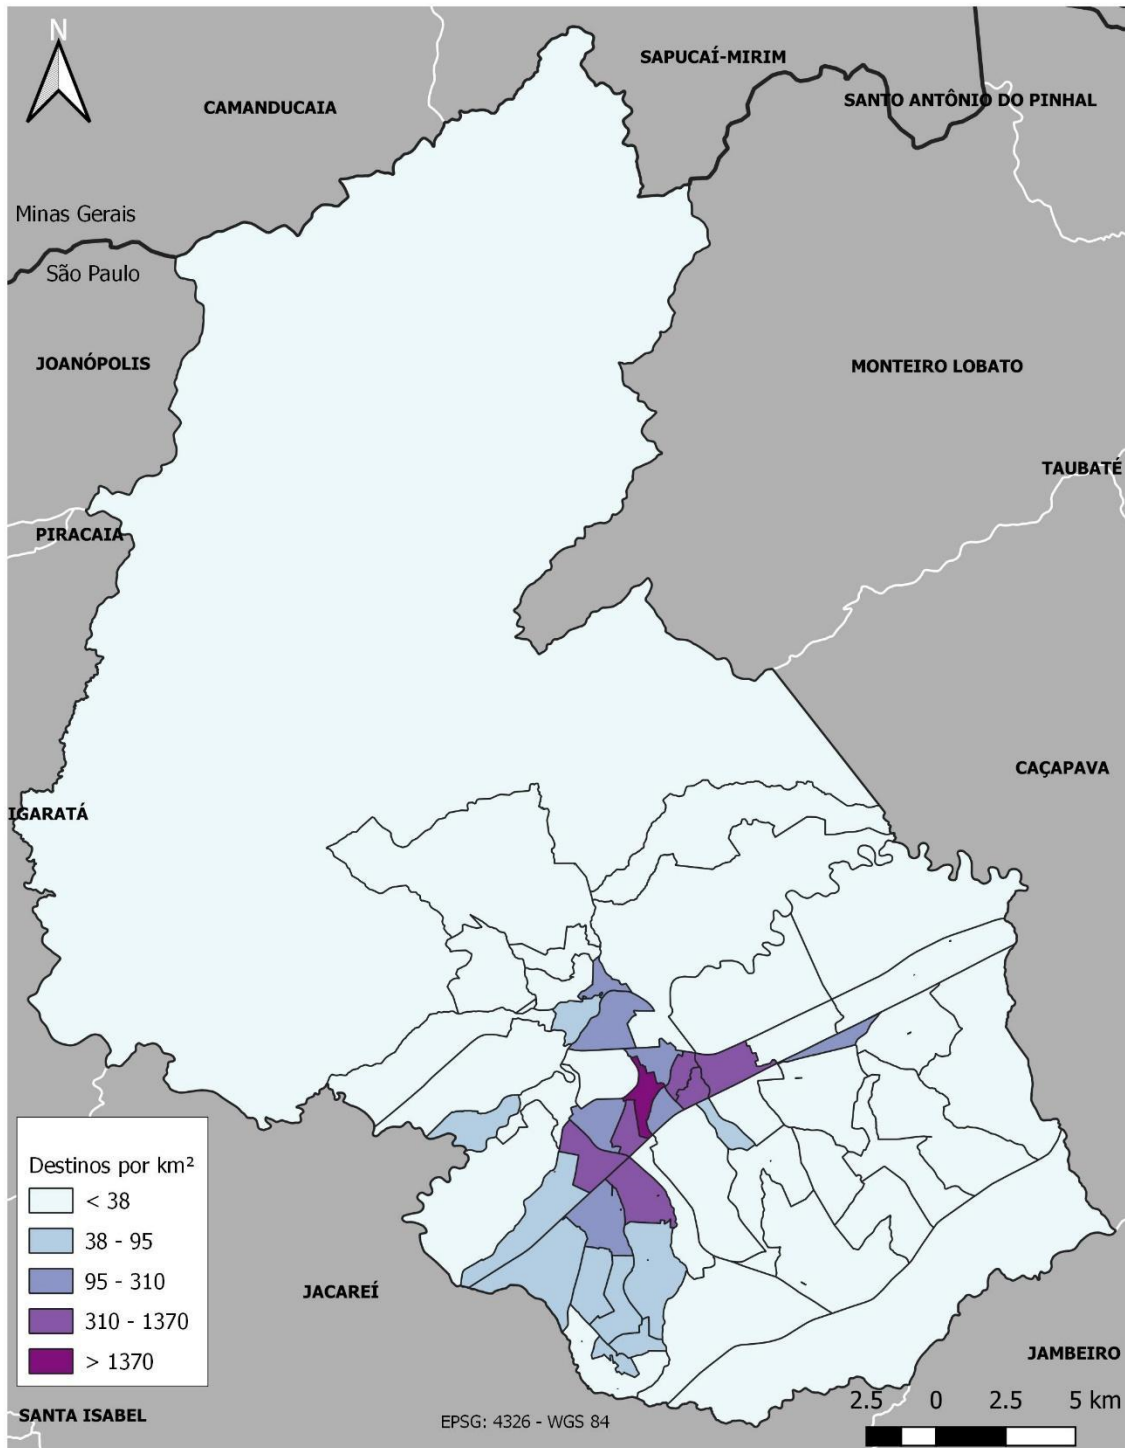 N
SAPUCAÍ-MIRIM
CAMANDUCAIA
SANTO ANTÔNIO DO PINHAL
Minas Gerais
São Paulo
JOANÓPOLIS
MONTEIRO LOBATO
TAUBATÉ
PIRACAIA
CAÇAPAVA
IGARATÁ
Destinos por km²
< 38
38 - 95
95 - 310
310 - 1370
> 1370
JACAREÍ
JAMBEIRO
SANTA ISABEL
EPSG: 4326 - WGS 84
2.5 0 2.5 5 km